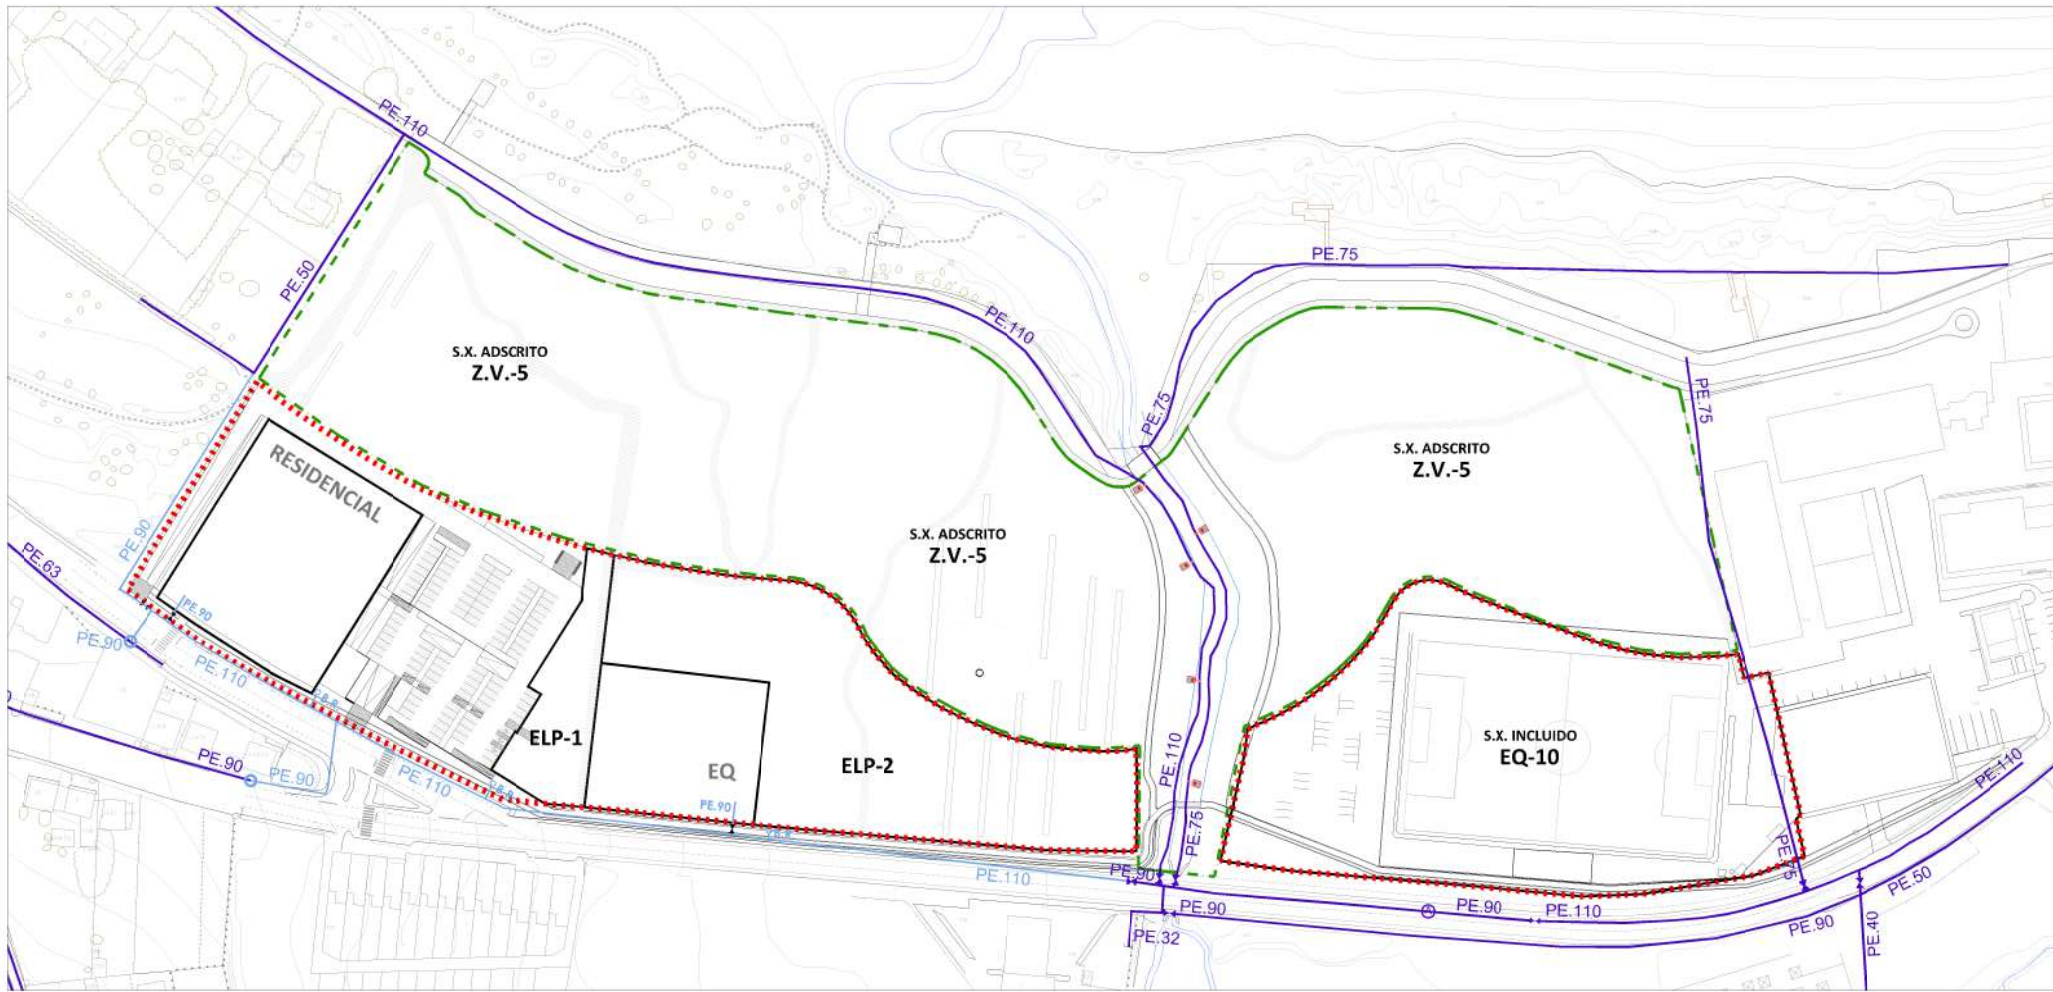 PE.110
PE.50
PE.75
PE.110
S.X. ADSCRITO
Z.V.-5
PE.75
PE.75
S.X. ADSCRITO
Z.V.-5
RESIDENCIAL
S.X. ADSCRITO
Z.V.-5
PE.90
PE.63
PE.90
PE.90
PE.110
C.B.R.
ELP-1
EQ
ELP-2
S.X. INCLUIDO
EQ-10
PE.110
PE.90
PE.90
PE.110
C.B.R.
PE.90
PE.110
PE.75
PE.110
PE.90
PE.75
PE.50
PE.90
PE.90
PE.110
PE.90
PE.40
PE.32